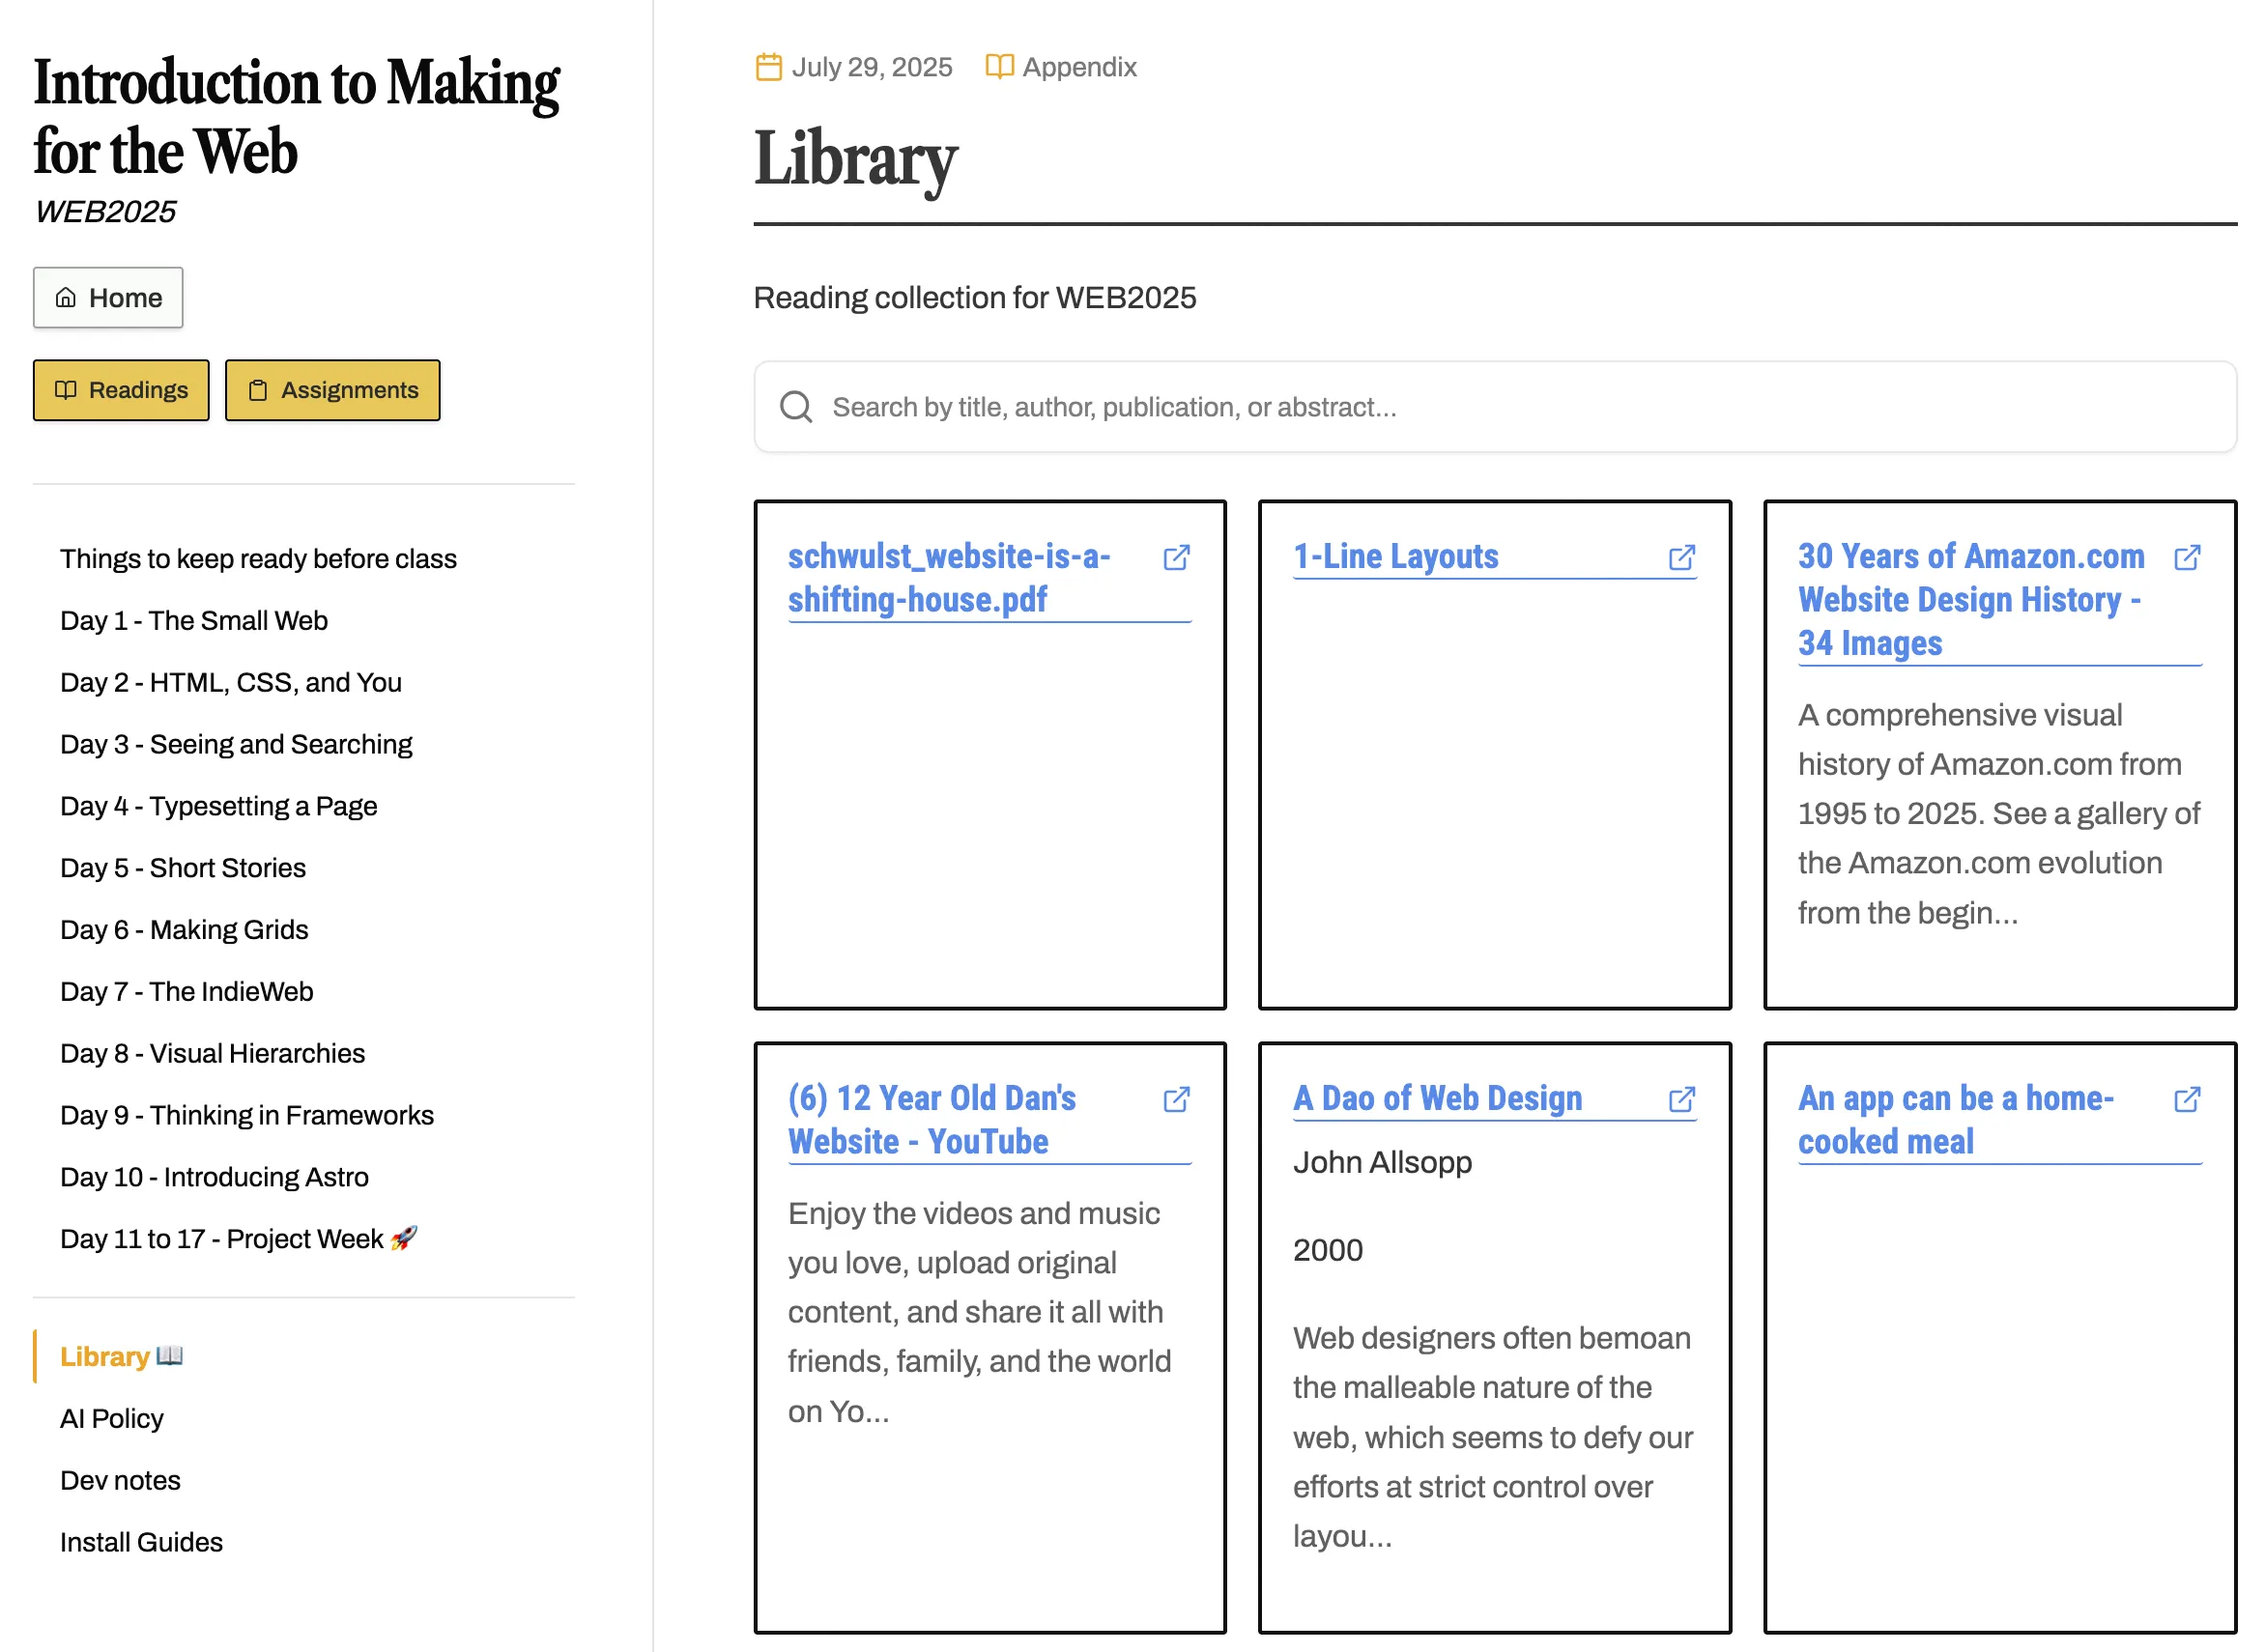 Introduction to Making
for the Web
WEB2025
Home
Readings
Assignments
Things to keep ready before class
Day 1 - The Small Web
Day 2 - HTML, CSS, and You
Day 3 - Seeing and Searching
Day 4 - Typesetting a Page
Day 5 - Short Stories
Day 6 - Making Grids
Day 7 - The IndieWeb
Day 8 - Visual Hierarchies
Day 9 - Thinking in Frameworks
Day 10 - Introducing Astro
Day 11 to 17 - Project Week 🚀
Library 📖
AI Policy
Dev notes
Install Guides
July 29, 2025
Appendix
Library
Reading collection for WEB2025
Search by title, author, publication, or abstract...
schwulst_website-is-a-
shifting-house.pdf
1-Line Layouts
30 Years of Amazon.com
Website Design History -
34 Images
A comprehensive visual
history of Amazon.com from
1995 to 2025. See a gallery of
the Amazon.com evolution
from the begin...
(6) 12 Year Old Dan's
Website - YouTube
Enjoy the videos and music
you love, upload original
content, and share it all with
friends, family, and the world
on Yo...
A Dao of Web Design
John Allsopp
2000
Web designers often bemoan
the malleable nature of the
web, which seems to defy our
efforts at strict control over
layou...
An app can be a home-
cooked meal